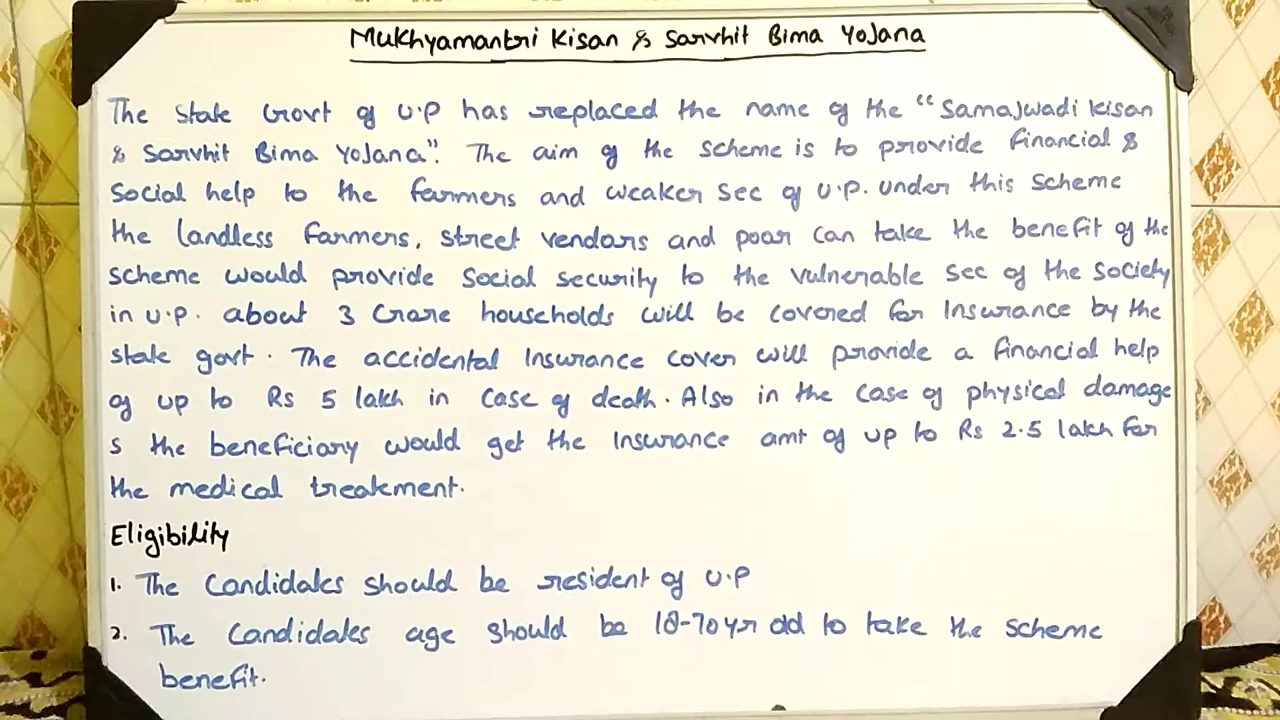 Mukhyamantri Kisan & Sarvhit Bima Yojana
The State Govt of U.P has replaced the name of the "Samajwadi Kisan
& Sarvhit Bima Yojana". The aim of the scheme is to provide financial &
Social help to the farmers and weaker sec of U.P. under this scheme
the landless farmers, street vendors and poor can take the benefit of the
scheme would provide social security to the vulnerable sec of the society
in U.P. about 3 Crore households will be covered for Insurance by the
state govt. The accidental Insurance cover will provide a financial help
of up to Rs 5 lakh in case of death. Also in the case of physical damage
s the beneficiary would get the Insurance amt of up to Rs 2.5 lakh for
the medical treatment.
Eligibility
1. The Candidates should be resident of U.P
2. The Candidates age should be 18-70yr old to take the scheme
benefit.